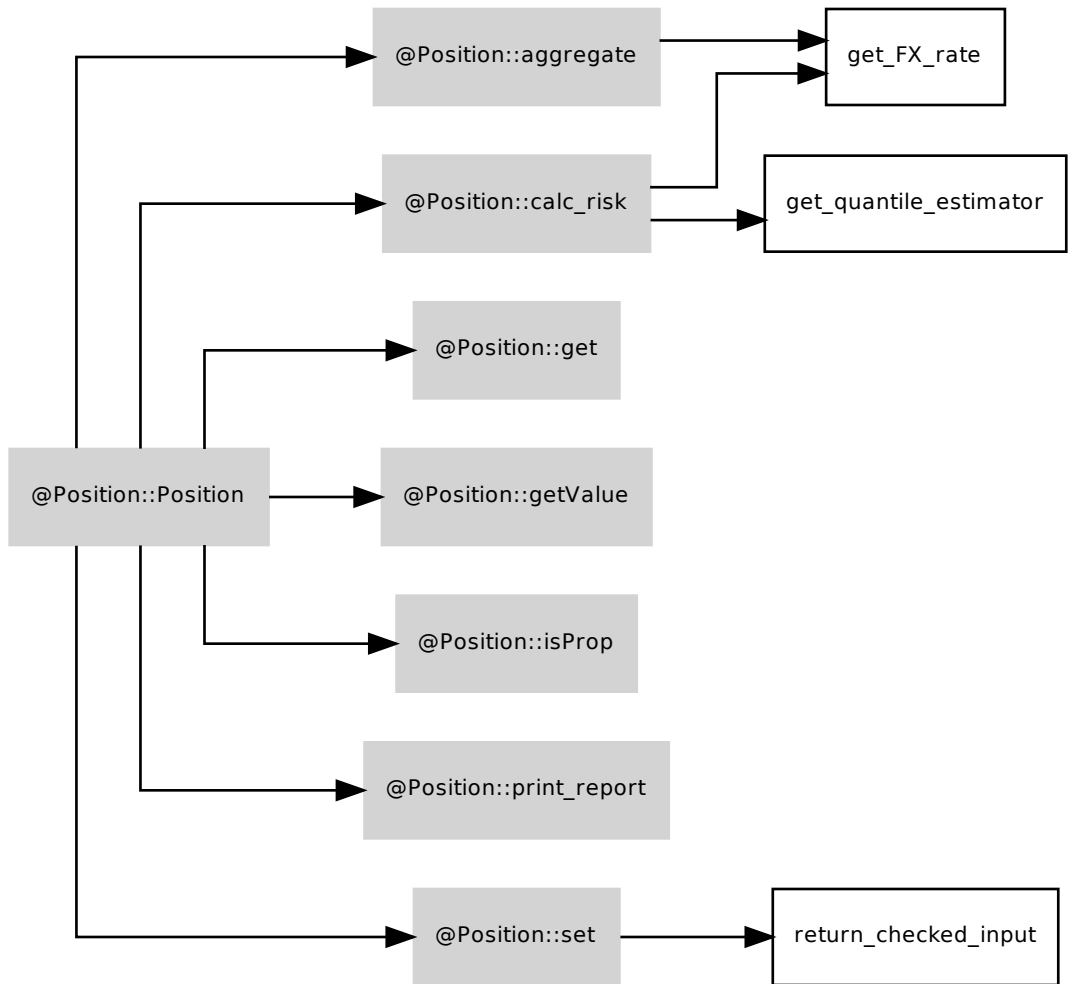 @Position::aggregate
get_FX_rate
@Position::calc_risk
get_quantile_estimator
@Position::get
@Position::Position
@Position::getValue
@Position::isProp
@Position::print_report
@Position::set
return_checked_input